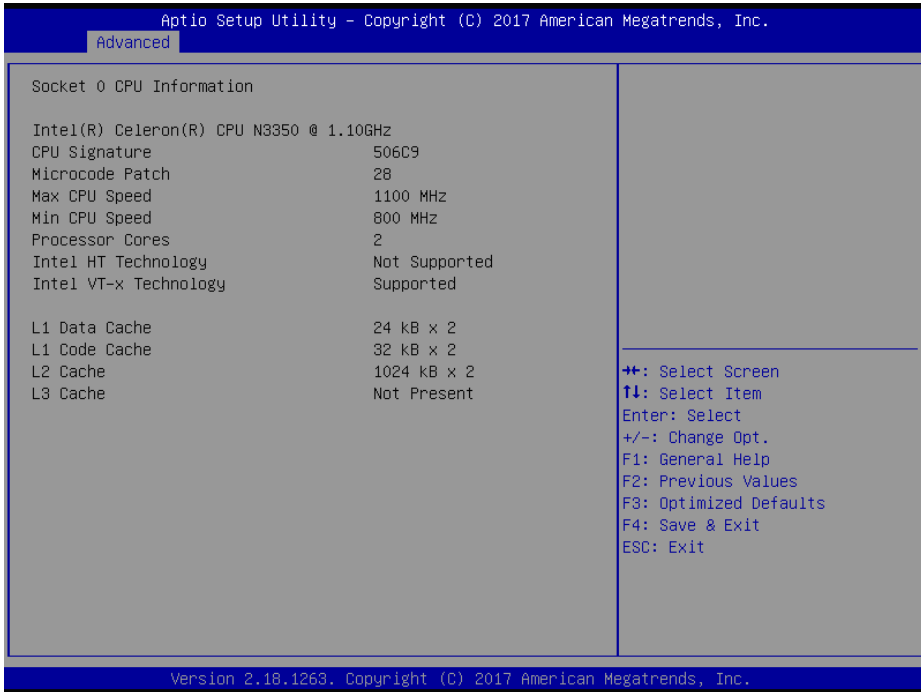 Aptio Setup Utility – Copyright (C) 2017 American Megatrends, Inc.
Advanced
Socket 0 CPU Information
Intel(R) Celeron(R) CPU N3350 @ 1.10GHz
CPU Signature 506C9
Microcode Patch 28
Max CPU Speed 1100 MHz
Min CPU Speed 800 MHz
Processor Cores 2
Intel HT Technology Not Supported
Intel VT-x Technology Supported
L1 Data Cache 24 kB x 2
L1 Code Cache 32 kB x 2
L2 Cache 1024 kB x 2
L3 Cache Not Present
→←: Select Screen
↑↓: Select Item
Enter: Select
+/-: Change Opt.
F1: General Help
F2: Previous Values
F3: Optimized Defaults
F4: Save & Exit
ESC: Exit
Version 2.18.1263. Copyright (C) 2017 American Megatrends, Inc.